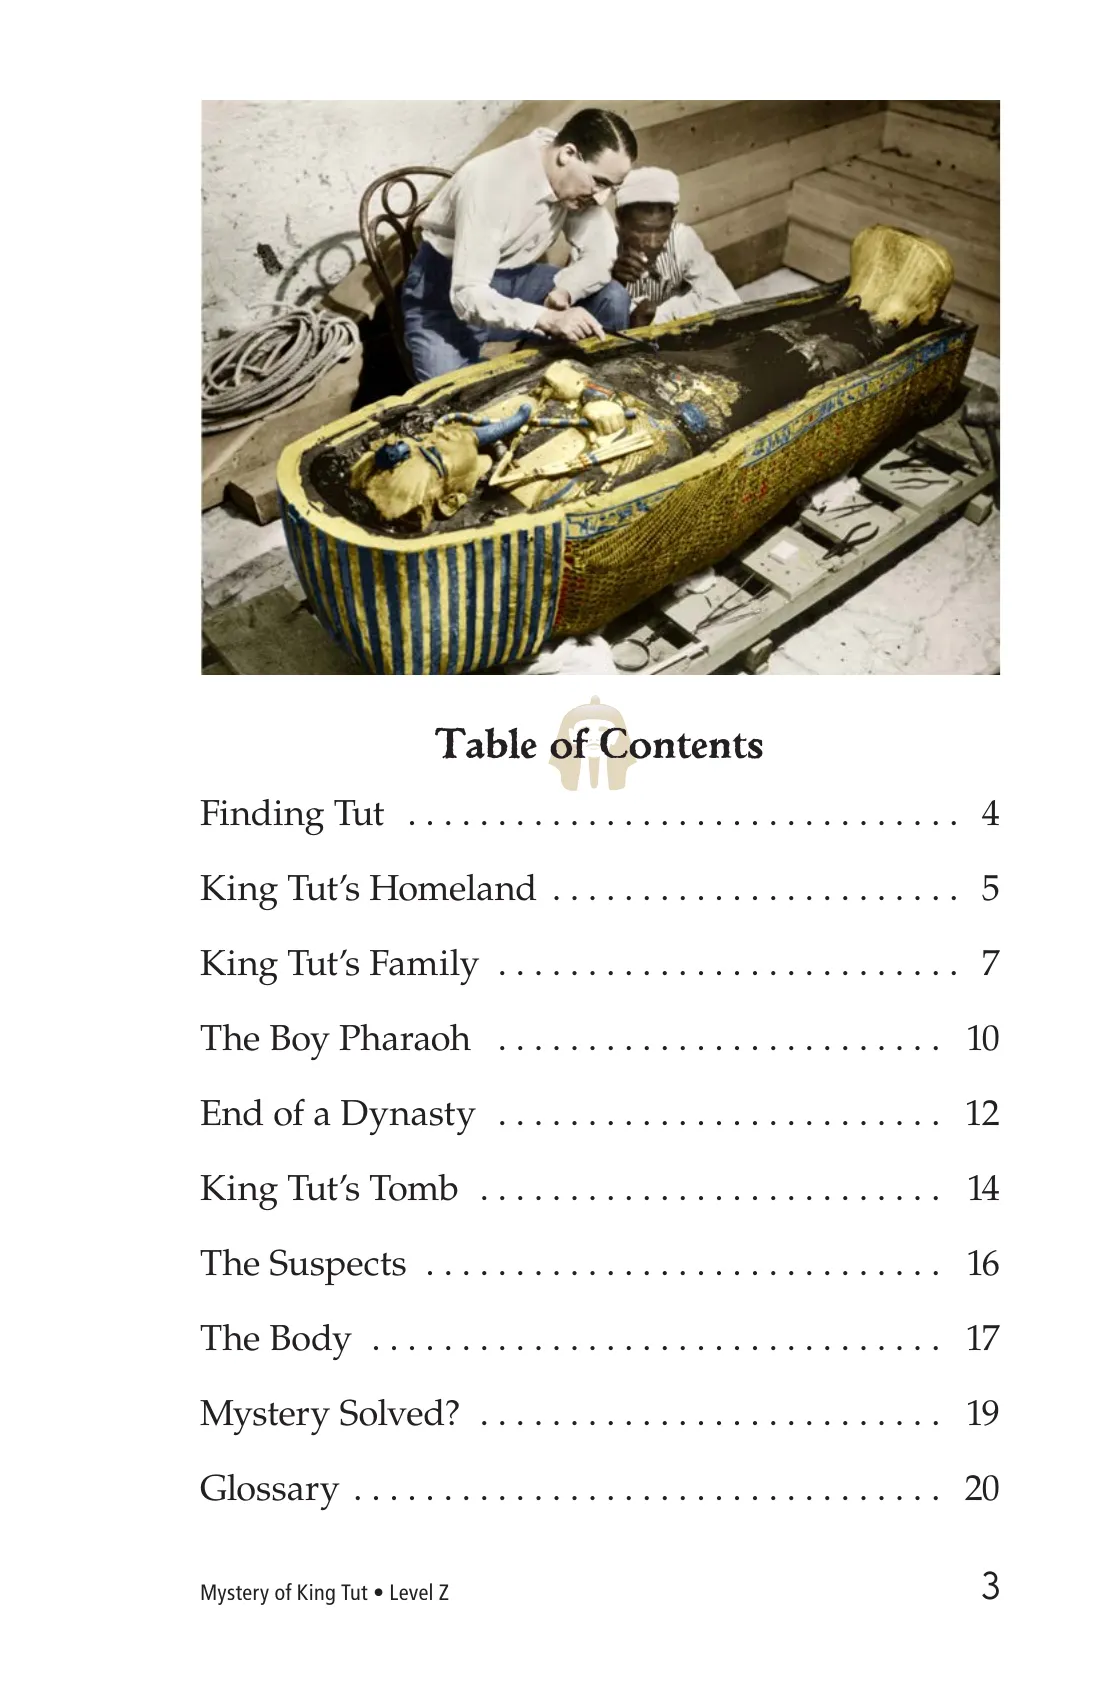 Table of Contents
Finding Tut . . . . . . . . . . . . . . . . . . . . . . . . . . . . . . . 4
King Tut’s Homeland . . . . . . . . . . . . . . . . . . . . . . . 5
King Tut’s Family . . . . . . . . . . . . . . . . . . . . . . . . . . 7
The Boy Pharaoh . . . . . . . . . . . . . . . . . . . . . . . . . 10
End of a Dynasty . . . . . . . . . . . . . . . . . . . . . . . . . 12
King Tut’s Tomb . . . . . . . . . . . . . . . . . . . . . . . . . . 14
The Suspects . . . . . . . . . . . . . . . . . . . . . . . . . . . . . 16
The Body . . . . . . . . . . . . . . . . . . . . . . . . . . . . . . . . 17
Mystery Solved? . . . . . . . . . . . . . . . . . . . . . . . . . . 19
Glossary . . . . . . . . . . . . . . . . . . . . . . . . . . . . . . . . . 20
Mystery of King Tut • Level Z
3